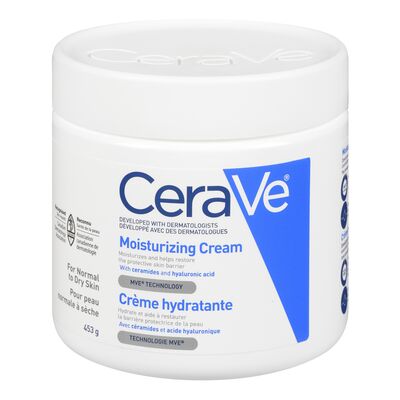 CeraVe
CeraVe®
DEVELOPED WITH DERMATOLOGISTS
DÉVELOPPÉ AVEC DES DERMATOLOGUES
Moisturizing Cream
Moisturizes and helps restore
the protective skin barrier
With ceramides and hyaluronic acid
MVE® TECHNOLOGY
Crème hydratante
Hydrate et aide à restaurer
la barrière protectrice de la peau
Avec céramides et acide hyaluronique
TECHNOLOGIE MVE®
For Normal
to Dry Skin
Pour peau
normale à sèche
453 g